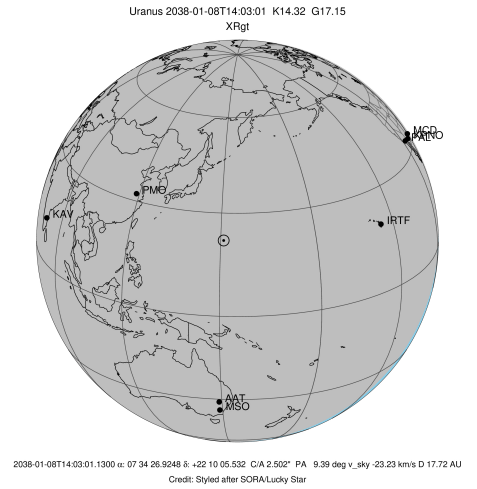 Uranus 2038-01-08T14:03:01 K14.32 G17.15
XRgt
MCD
PAL
PMO
KAV
IRTF
AAT
MSO
2038-01-08T14:03:01.1300 α: 07 34 26.9248 δ: +22 10 05.532 C/A 2.502" PA 9.39 deg v_sky -23.23 km/s D 17.72 AU
Credit: Styled after SORA/Lucky Star